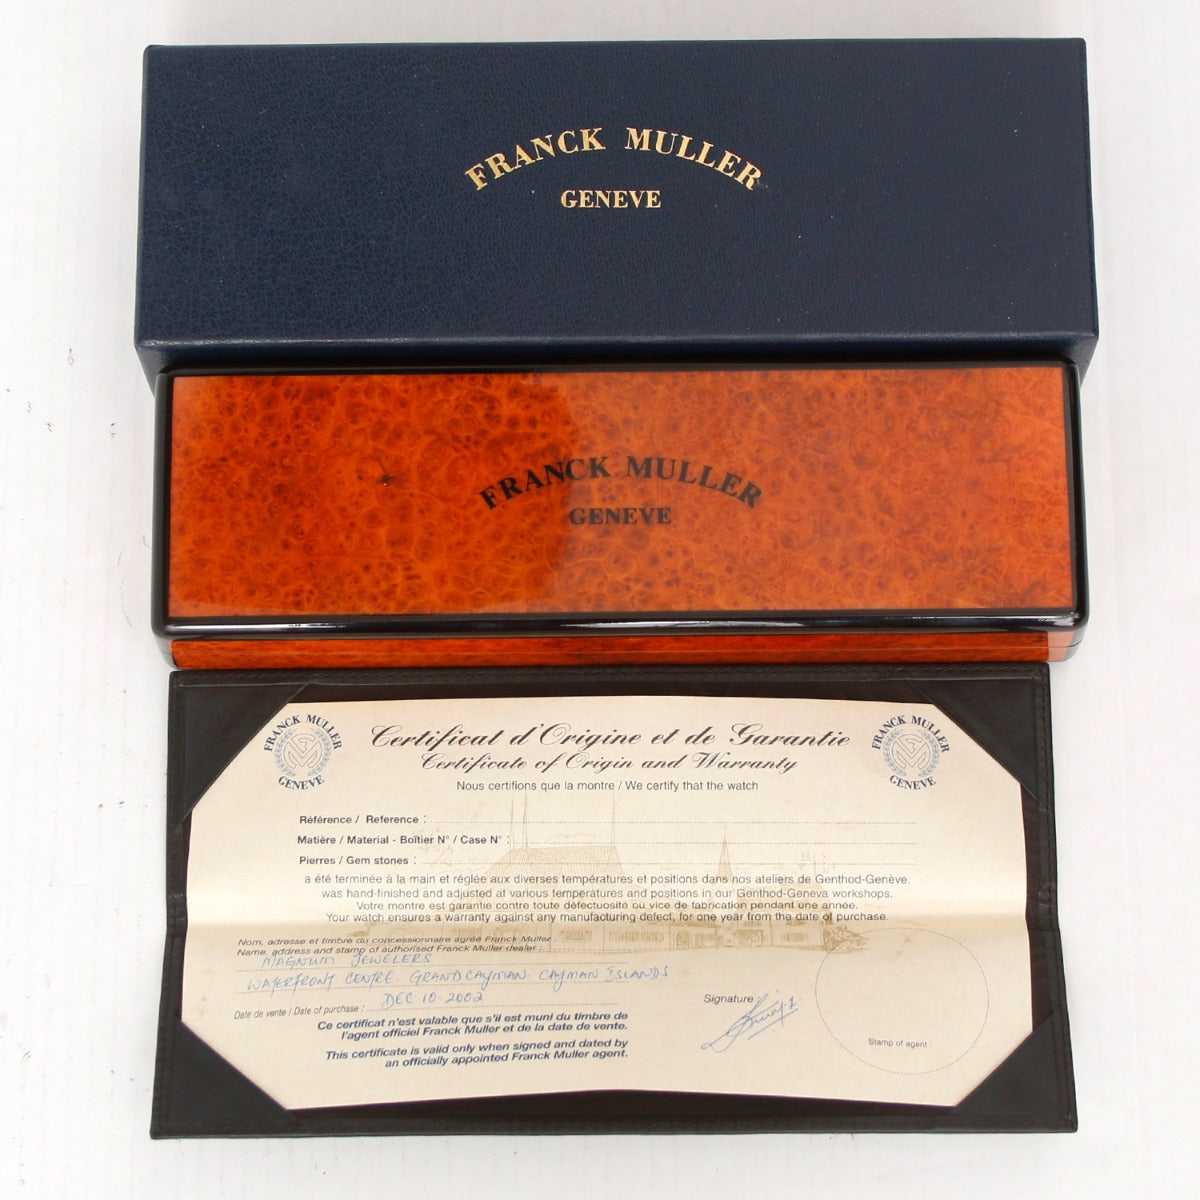 FRANCK MULLER
GENEVE
FRANCK MULLER
GENEVE
FRANCK MULLER
GENEVE
Certificat d'Origine et de Garantie
Certificate of Origin and Warranty
Nous certifions que la montre / We certify that the watch
FRANCK MULLER
GENEVE
Référence / Reference :
Matière / Material - Boîtier N° / Case N° :
Pierres / Gem stones :
a été terminée à la main et réglée aux diverses températures et positions dans nos ateliers de Genthod-Genève.
was hand-finished and adjusted at various temperatures and positions in our Genthod-Geneva workshops.
Votre montre est garantie contre toute défectuosité ou vice de fabrication pendant une année.
Your watch ensures a warranty against any manufacturing defect, for one year from the date of purchase.
Nom, adresse et timbre du concessionnaire agréé Franck Muller :
Name, address and stamp of authorised Franck Muller dealer :
MAGNUM JEWELERS
WATERFRONT CENTRE GRAND CAYMAN CAYMAN ISLANDS
Date de vente / Date of purchase : DEC 10 2002
Ce certificat n'est valable que s'il est muni du timbre de
l'agent officiel Franck Muller et de la date de vente.
This certificate is valid only when signed and dated by
an officially appointed Franck Muller agent.
Signature :
Stamp of agent :